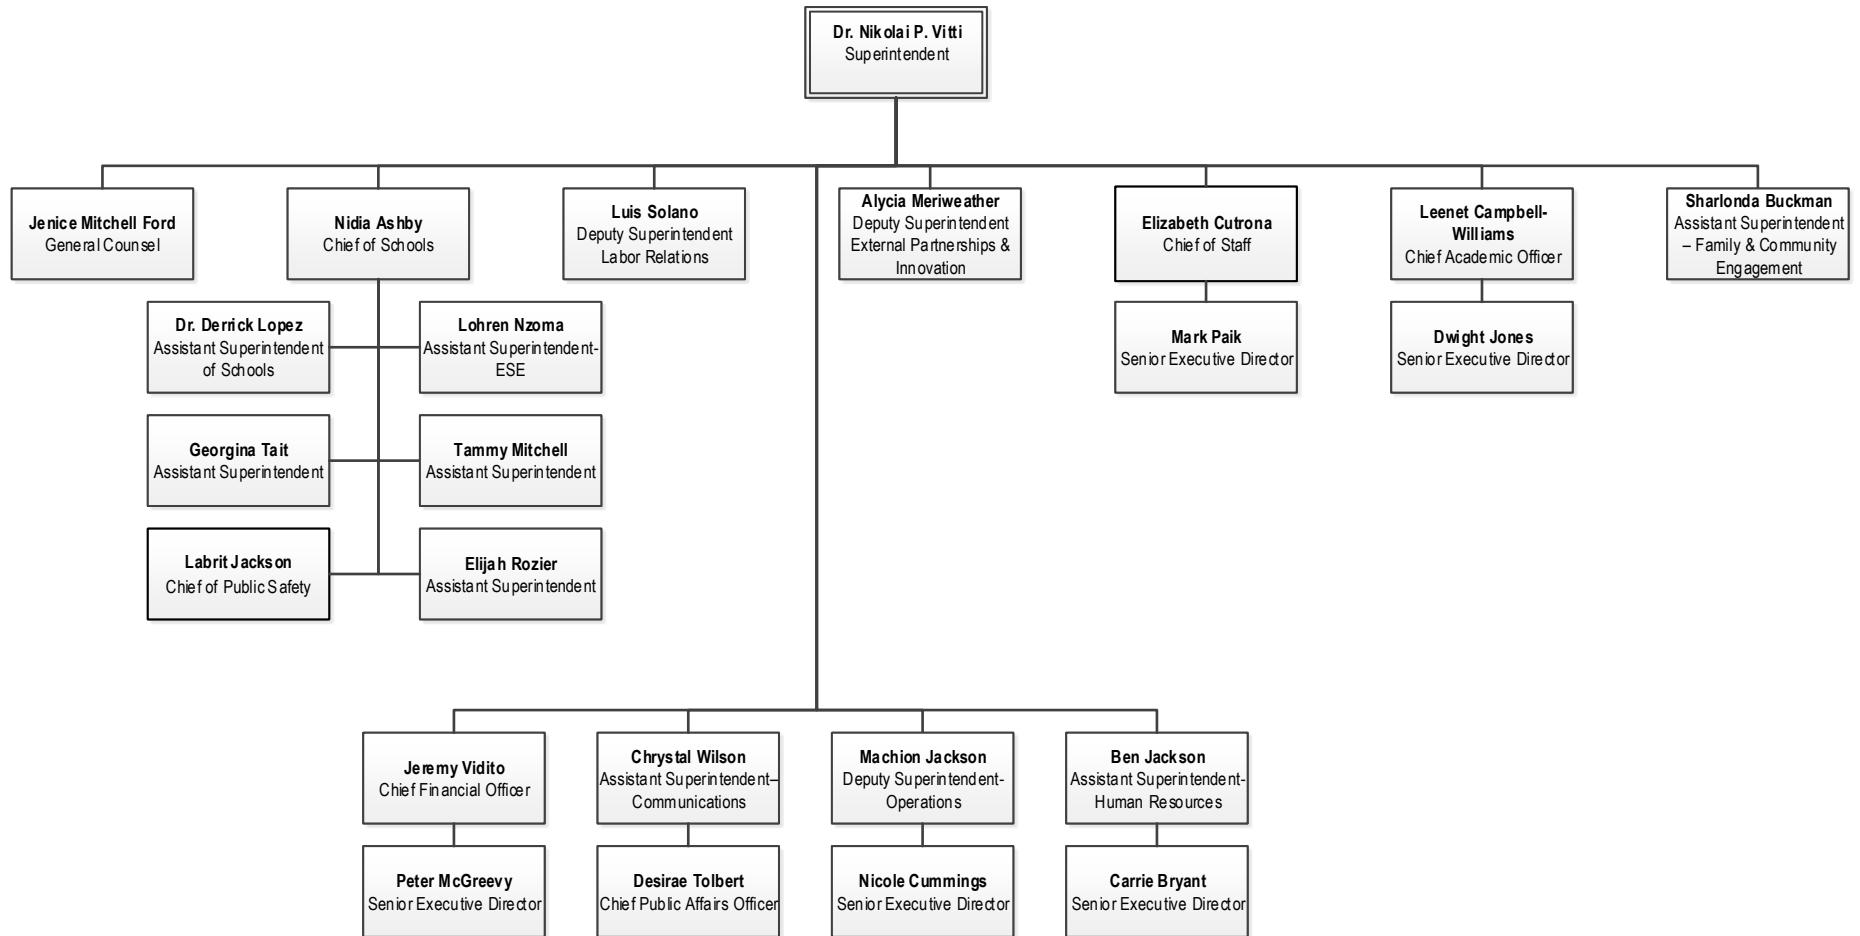 Dr. Nikolai P. Vitti
Superintendent
Jenice Mitchell Ford
General Counsel
Nidia Ashby
Chief of Schools
Luis Solano
Deputy Superintendent
Labor Relations
Alycia Meriweather
Deputy Superintendent
External Partnerships &
Innovation
Elizabeth Cutrona
Chief of Staff
Leenet Campbell-
Williams
Chief Academic Officer
Sharlonda Buckman
Assistant Superintendent
– Family & Community
Engagement
Dr. Derrick Lopez
Assistant Superintendent
of Schools
Lohren Nzoma
Assistant Superintendent-
ESE
Mark Paik
Senior Executive Director
Dwight Jones
Senior Executive Director
Georgina Tait
Assistant Superintendent
Tammy Mitchell
Assistant Superintendent
Labrit Jackson
Chief of Public Safety
Elijah Rozier
Assistant Superintendent
Jeremy Vidito
Chief Financial Officer
Chrystal Wilson
Assistant Superintendent–
Communications
Machion Jackson
Deputy Superintendent-
Operations
Ben Jackson
Assistant Superintendent-
Human Resources
Peter McGreevy
Senior Executive Director
Desirae Tolbert
Chief Public Affairs Officer
Nicole Cummings
Senior Executive Director
Carrie Bryant
Senior Executive Director